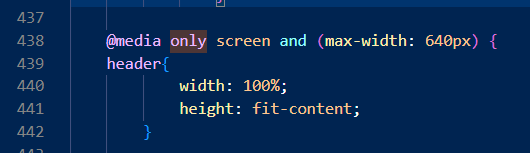 437
438 @media only screen and (max-width: 640px) {
439 header{
440 width: 100%;
441 height: fit-content;
442 }